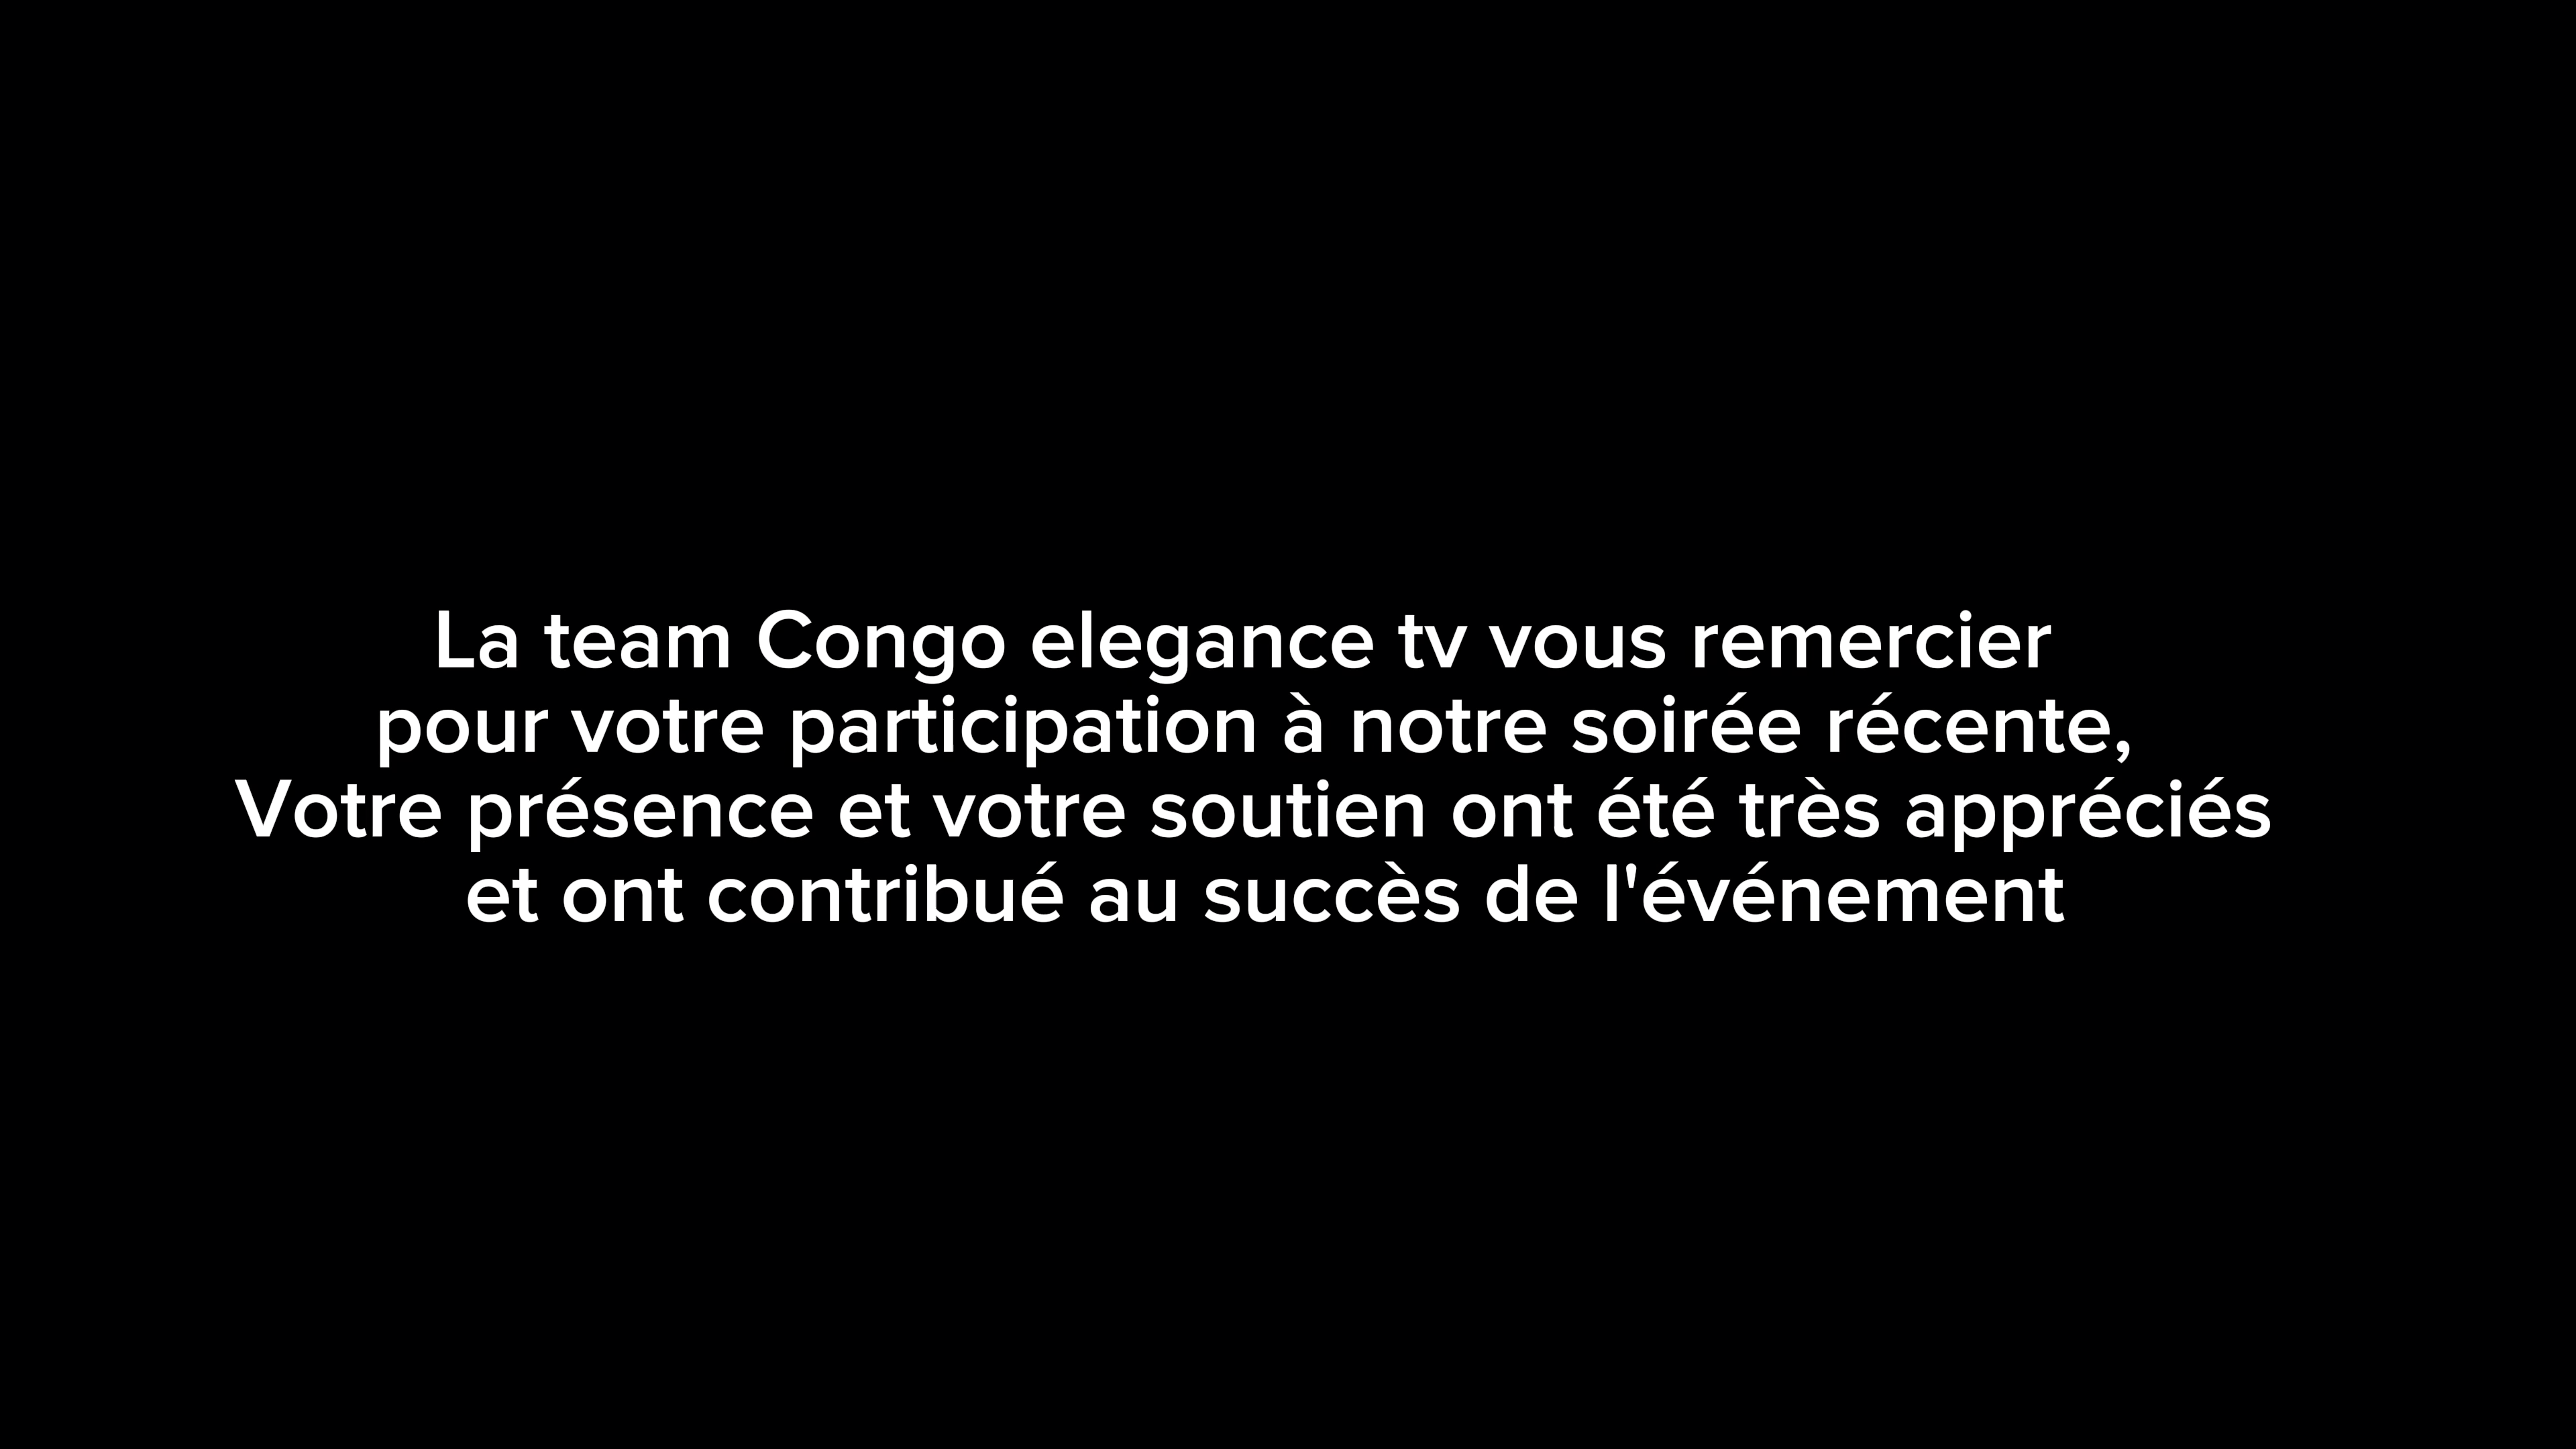 La team Congo elegance tv vous remercier
pour votre participation à notre soirée récente,
Votre présence et votre soutien ont été très appréciés
et ont contribué au succès de l'événement